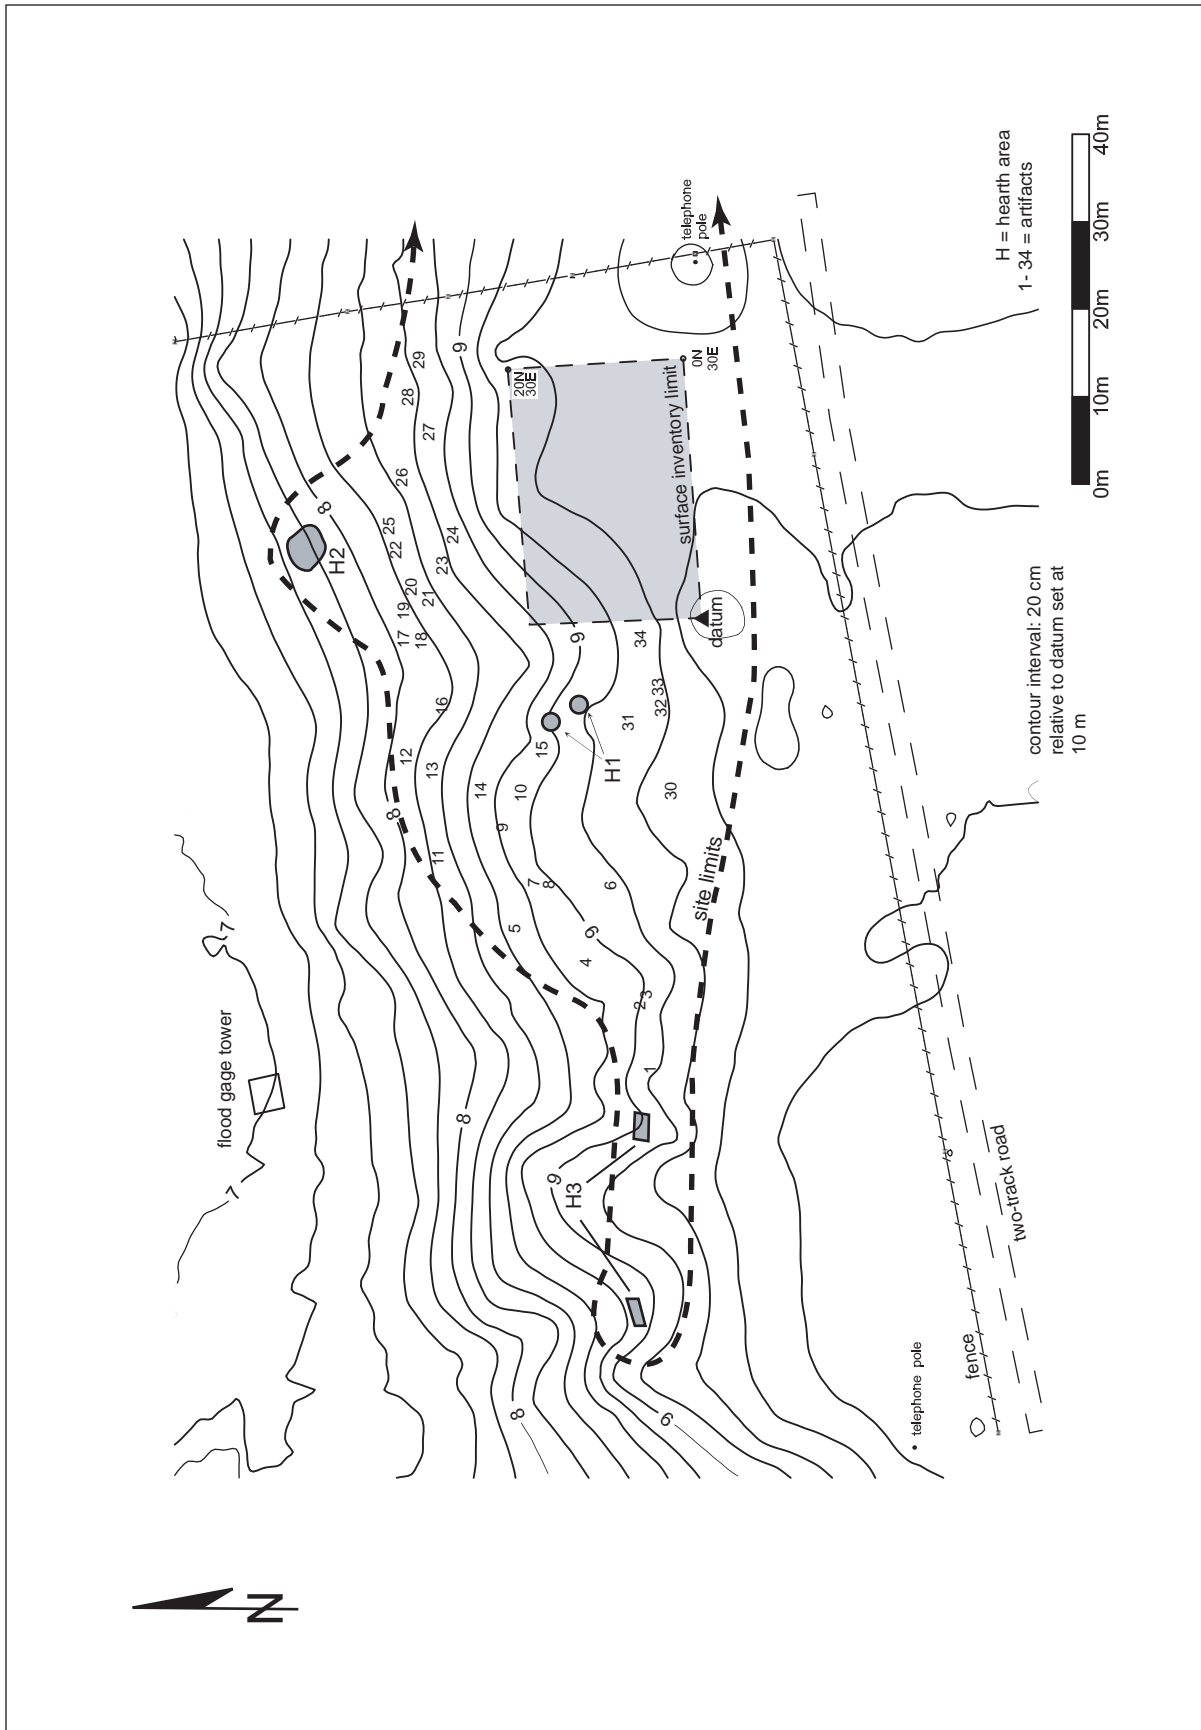 flood gage tower
7
7
8
8
8
8
9
9
9
9
9
H2
H1
H3
1
2
3
4
5
6
7
8
9
10
11
12
13
14
15
16
17
18
19
20
21
22
23
24
25
26
27
28
29
30
31
32 33
34
20N
30E
0N
30E
surface inventory limit
datum
site limits
telephone
pole
telephone pole
fence
two-track road
N
H = hearth area
1- 34 = artifacts
contour interval: 20 cm
relative to datum set at
10 m
0m
10m
20m
30m
40m